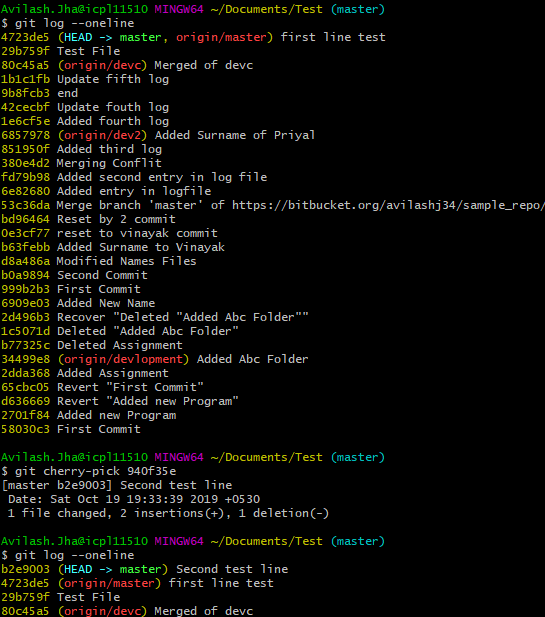 Avilash.Jha@icpl11510 MINGW64 ~/Documents/Test (master)
$ git log --oneline
4723de5 (HEAD -> master, origin/master) first line test
29b759f Test File
80c45a5 (origin/devc) Merged of devc
1b1c1fb Update fifth log
9b8fcb3 end
42cecbf Update fouth log
1e6cf5e Added fourth log
6857978 (origin/dev2) Added Surname of Priyal
851950f Added third log
380e4d2 Merging Conflit
fd79b98 Added second entry in log file
6e82680 Added entry in logfile
53c36da Merge branch 'master' of https://bitbucket.org/avilashj34/sample_repo/
bd96464 Reset by 2 commit
0e3cf77 reset to vinayak commit
b63febb Added Surname to Vinayak
d8a486a Modified Names Files
b0a9894 Second Commit
999b2b3 First Commit
6909e03 Added New Name
2d496b3 Recover "Deleted "Added Abc Folder""
1c5071d Deleted "Added Abc Folder"
b77325c Deleted Assignment
34499e8 (origin/devlopment) Added Abc Folder
2dda368 Added Assignment
65cbc05 Revert "First Commit"
d636669 Revert "Added new Program"
2701f84 Added new Program
58030c3 First Commit
Avilash.Jha@icpl11510 MINGW64 ~/Documents/Test (master)
$ git cherry-pick 940f35e
[master b2e9003] Second test line
Date: Sat Oct 19 19:33:39 2019 +0530
1 file changed, 2 insertions(+), 1 deletion(-)
Avilash.Jha@icpl11510 MINGW64 ~/Documents/Test (master)
$ git log --oneline
b2e9003 (HEAD -> master) Second test line
4723de5 (origin/master) first line test
29b759f Test File
80c45a5 (origin/devc) Merged of devc